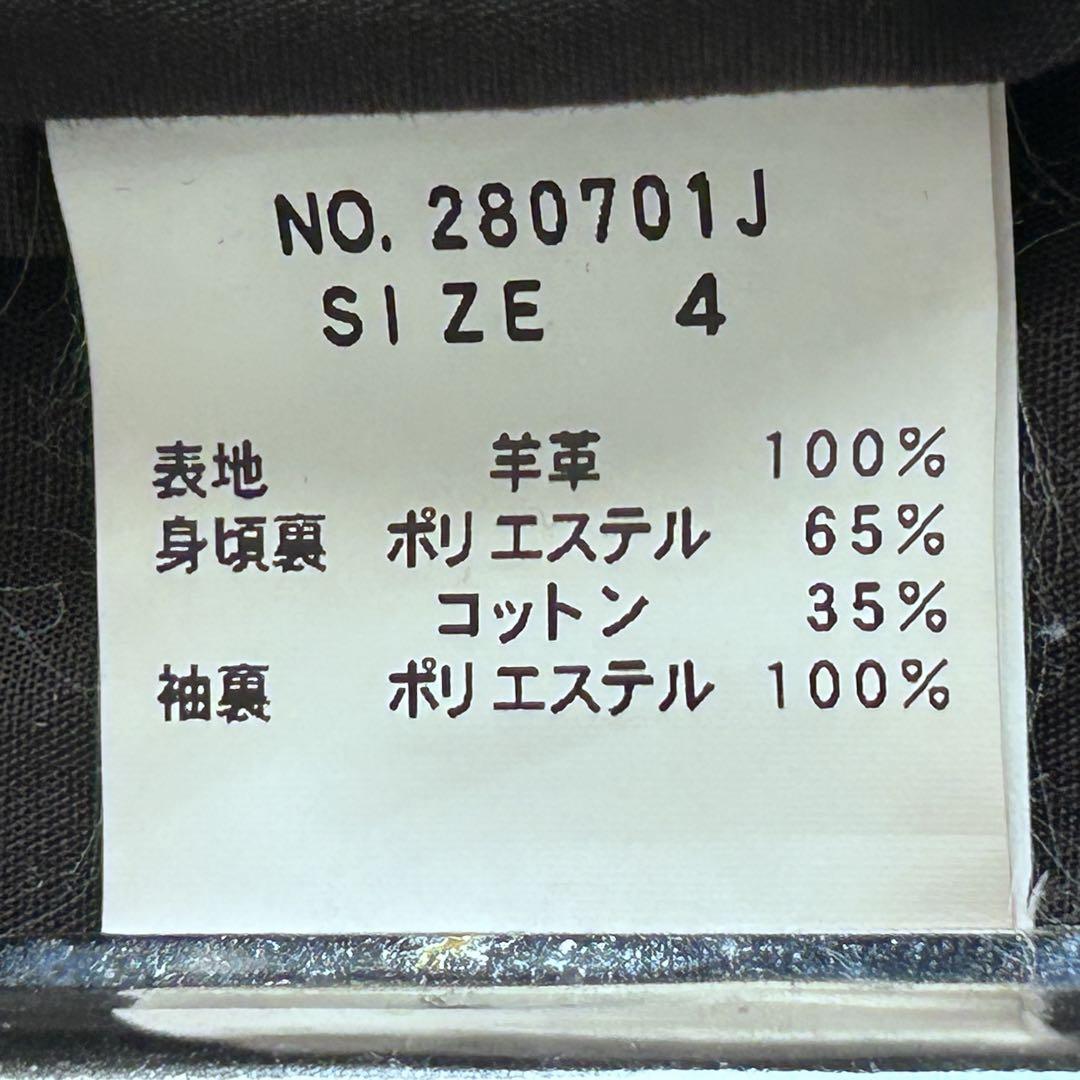 NO. 280701J
SIZE 4
表地 羊革 100%
身頃裏 ポリエステル 65%
コットン 35%
袖裏 ポリエステル 100%